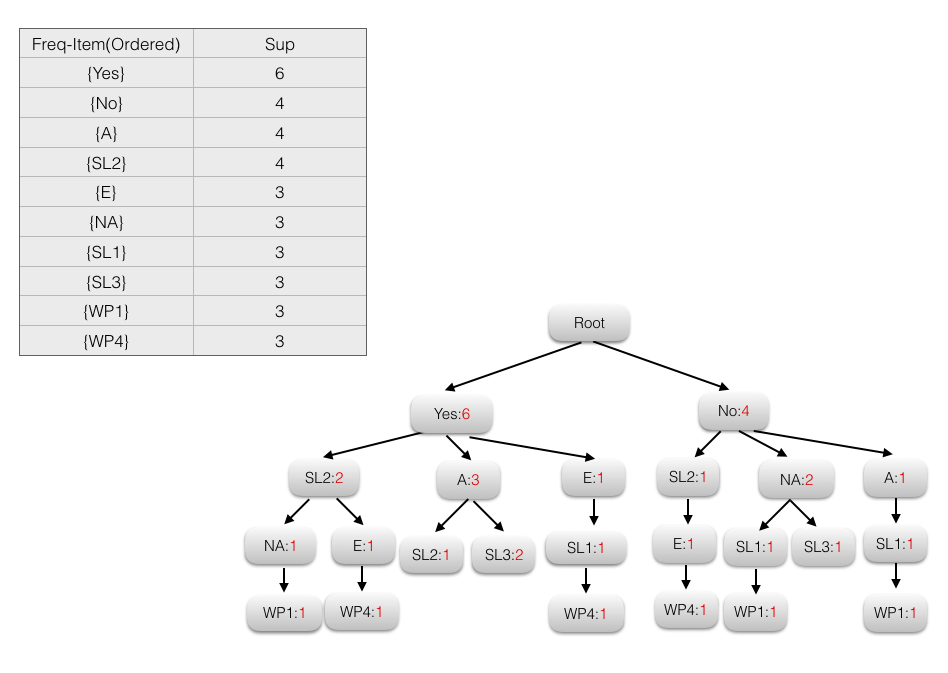 Freq-Item(Ordered) Sup
{Yes} 6
{No} 4
{A} 4
{SL2} 4
{E} 3
{NA} 3
{SL1} 3
{SL3} 3
{WP1} 3
{WP4} 3
Root
Yes:6 No:4
SL2:2 A:3 E:1 SL2:1 NA:2 A:1
NA:1 E:1 SL2:1 SL3:2 SL1:1 E:1 SL1:1 SL3:1 SL1:1
WP1:1 WP4:1 WP4:1 WP4:1 WP1:1 WP1:1